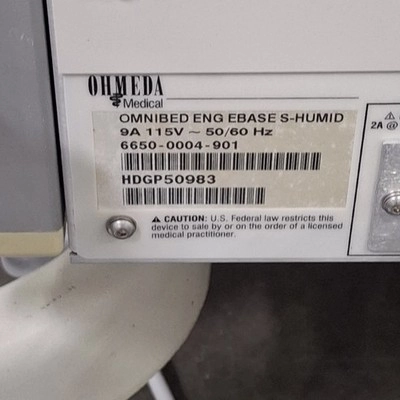 OHMEDA
Medical
OMNIBED ENG EBASE S-HUMID
9A 115V ~ 50/60 Hz
6650-0004-901
HDGP50983
⚠ CAUTION: U.S. Federal law restricts this
device to sale by or on the order of a licensed
medical practitioner.
2A @